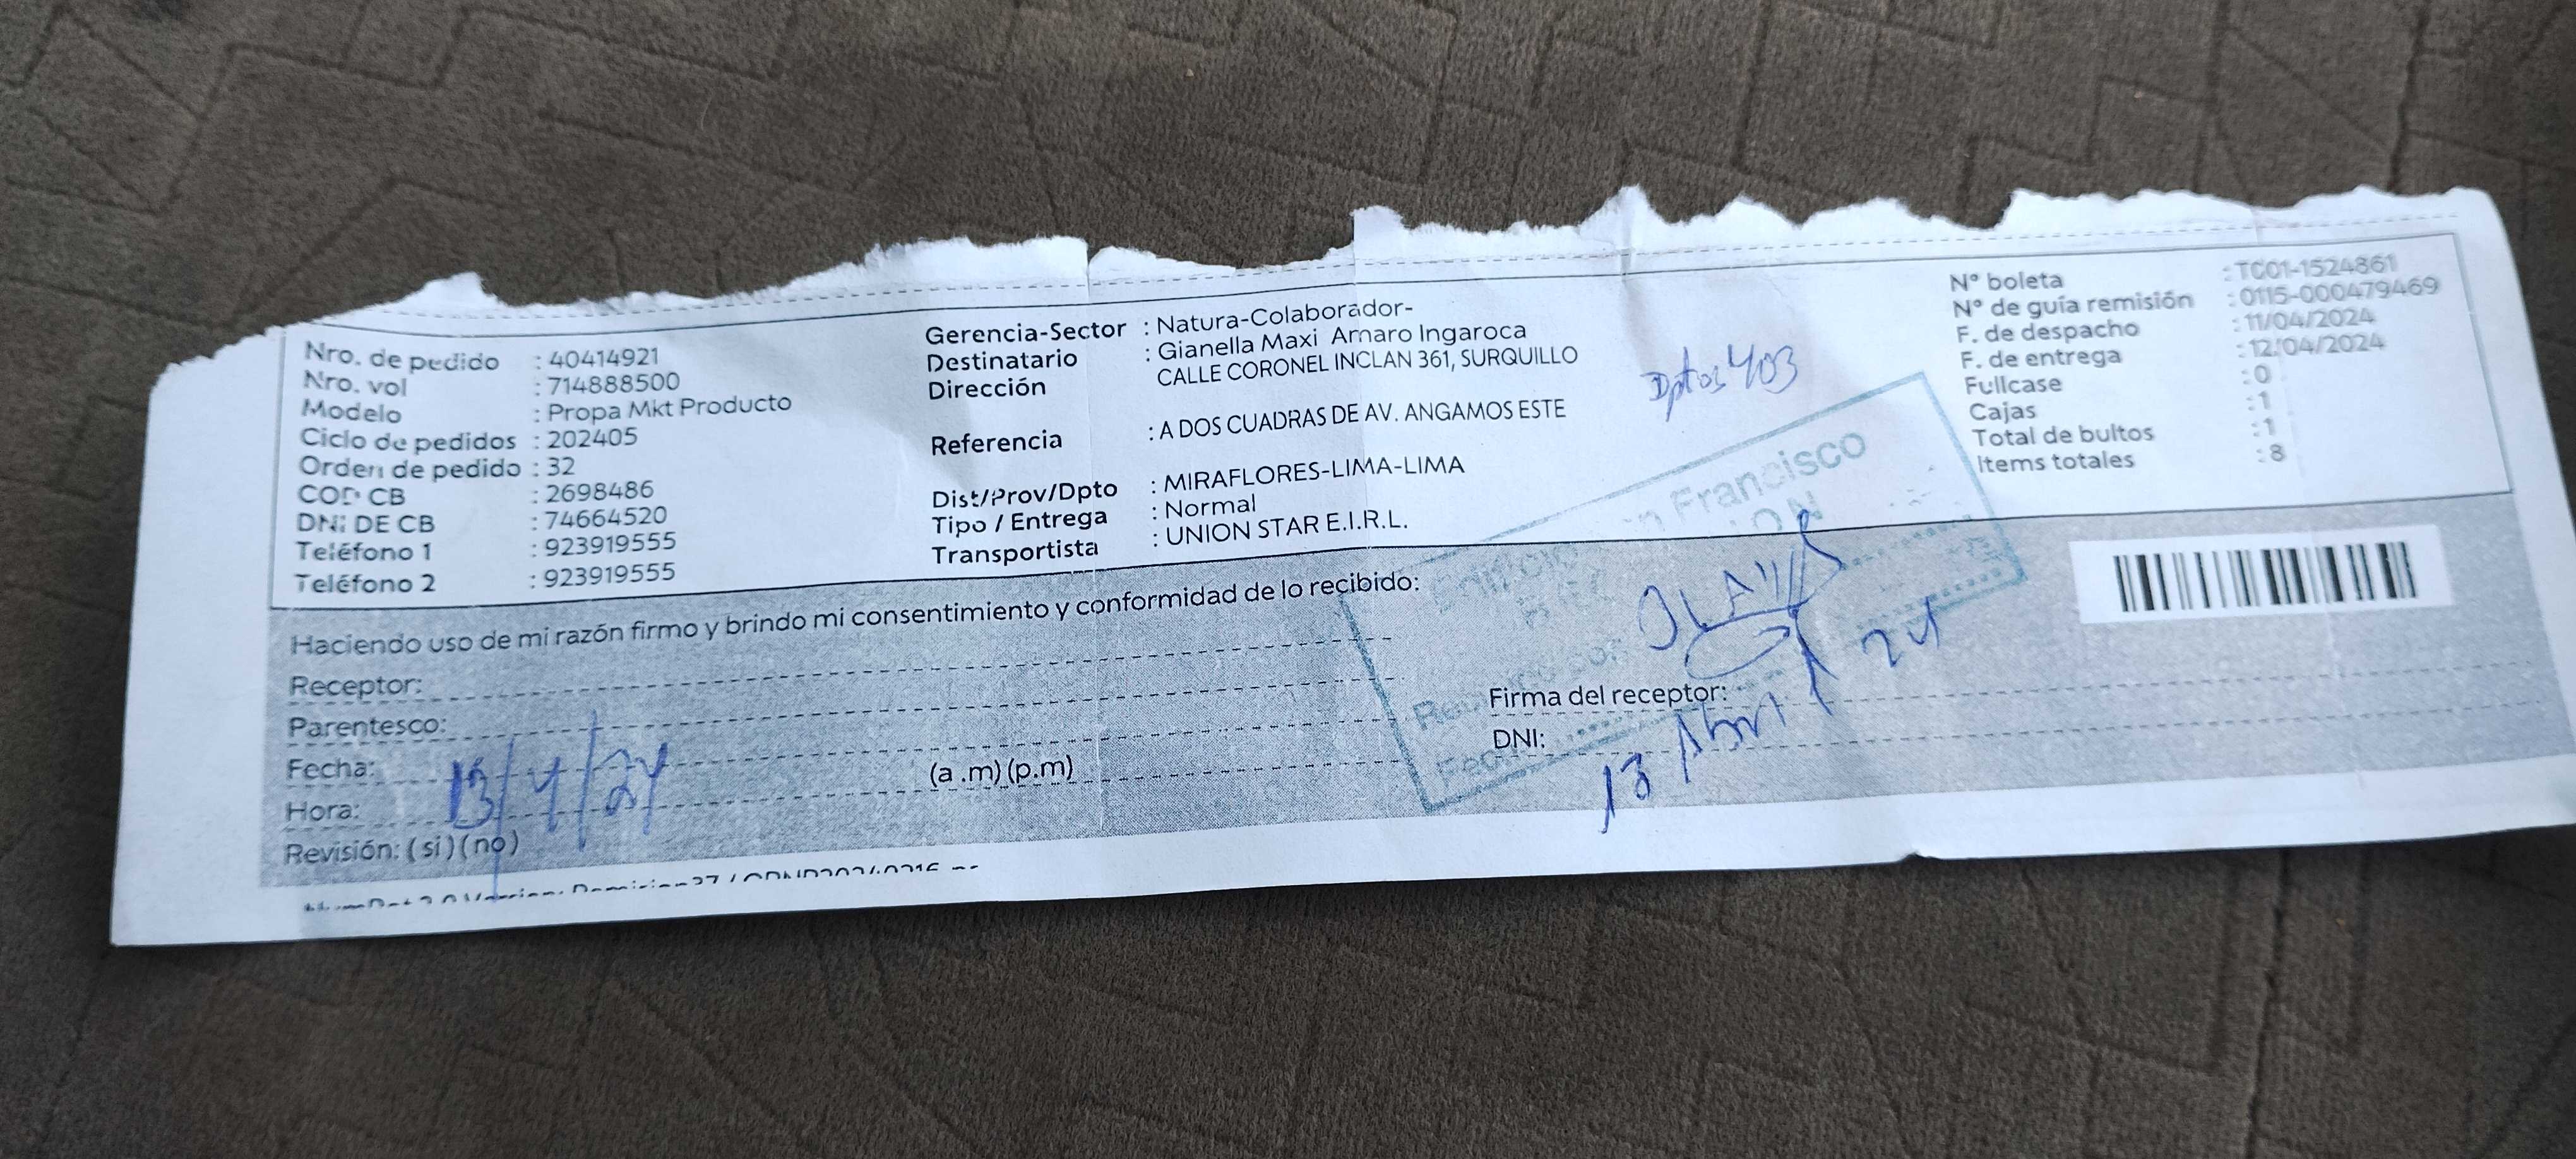 Nro. de pedido : 40414921
Nro. vol : 714888500
Modelo : Propa Mkt Producto
Ciclo de pedidos : 202405
Orden de pedido : 32
COD CB : 2698486
DNI DE CB : 74664520
Teléfono 1 : 923919555
Teléfono 2 : 923919555
Gerencia-Sector : Natura-Colaborador-
Destinatario : Gianella Maxi Amaro Ingaroca
Dirección CALLE CORONEL INCLAN 361, SURQUILLO
Dptos 403
Referencia : A DOS CUADRAS DE AV. ANGAMOS ESTE
Dist/Prov/Dpto : MIRAFLORES-LIMA-LIMA
Tipo / Entrega : Normal
Transportista : UNION STAR E.I.R.L.
N° boleta : TC01-1524861
N° de guía remisión : 0115-000479469
F. de despacho : 11/04/2024
F. de entrega : 12/04/2024
Fullcase : 0
Cajas : 1
Total de bultos : 1
Items totales : 8
Francisco
Haciendo uso de mi razón firmo y brindo mi consentimiento y conformidad de lo recibido:
Receptor:
Parentesco:
Fecha:
Hora: (a .m) (p.m)
13/4/24
Revisión: (si) (no)
Firma del receptor:
DNI:
13 Abril 24